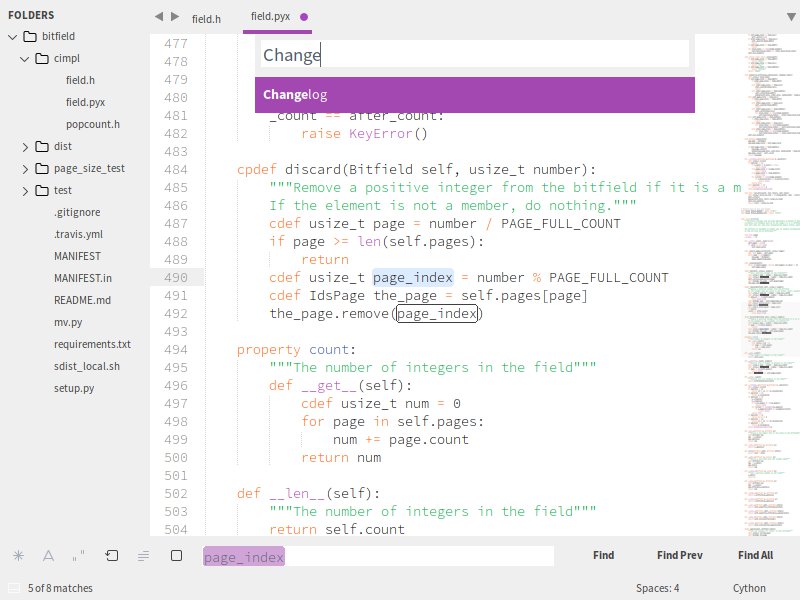 FOLDERS
bitfield
cimpl
field.h
field.pyx
popcount.h
dist
page_size_test
test
.gitignore
.travis.yml
MANIFEST
MANIFEST.in
README.md
mv.py
requirements.txt
sdist_local.sh
setup.py
field.h
field.pyx
Change
Changelog
477
478
479
480
481 _count == after_count:
482 raise KeyError()
483
484 cpdef discard(Bitfield self, usize_t number):
485 """Remove a positive integer from the bitfield if it is a m
486 If the element is not a member, do nothing."""
487 cdef usize_t page = number / PAGE_FULL_COUNT
488 if page >= len(self.pages):
489 return
490 cdef usize_t page_index = number % PAGE_FULL_COUNT
491 cdef IdsPage the_page = self.pages[page]
492 the_page.remove(page_index)
493
494 property count:
495 """The number of integers in the field"""
496 def __get__(self):
497 cdef usize_t num = 0
498 for page in self.pages:
499 num += page.count
500 return num
501
502 def __len__(self):
503 """The number of integers in the field"""
504 return self.count
page_index
Find
Find Prev
Find All
5 of 8 matches
Spaces: 4
Cython